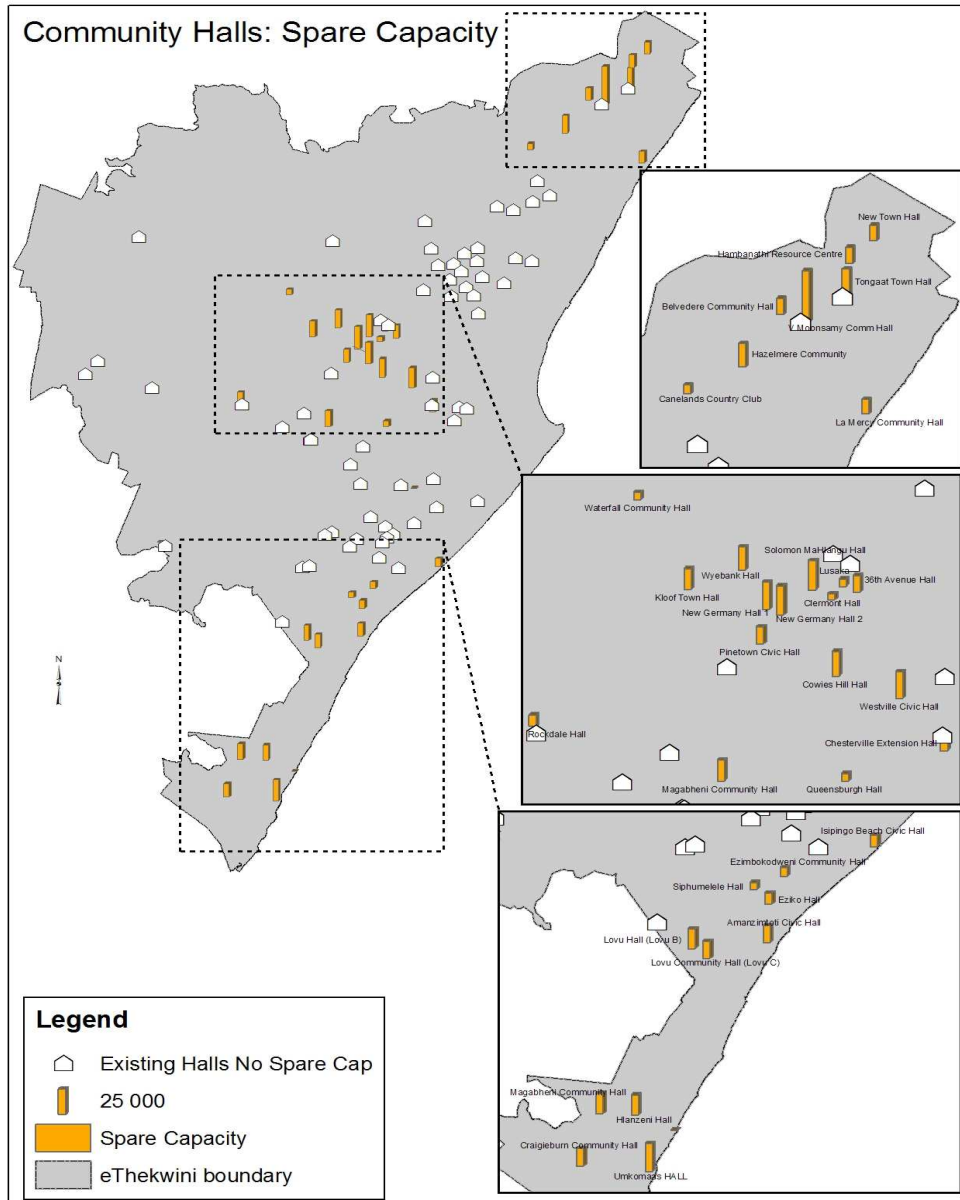 Community Halls: Spare Capacity
New Town Hall
Hambanathi Resource Centre
Tongaat Town Hall
Belvedere Community Hall
V Moonsamy Comm Hall
Hazelmere Community
Canelands Country Club
La Mercy Community Hall
Waterfall Community Hall
Solomon Mahlangu Hall
Wyebank Hall
Lusaka
36th Avenue Hall
Kloof Town Hall
Clermont Hall
New Germany Hall 1
New Germany Hall 2
Pinetown Civic Hall
Cowies Hill Hall
Westville Civic Hall
Rockdale Hall
Chesterville Extension Hall
Magabheni Community Hall
Queensburgh Hall
N
Isipingo Beach Civic Hall
Ezimbokodweni Community Hall
Siphumelele Hall
Eziko Hall
Amanzimtoti Civic Hall
Lovu Hall (Lovu B)
Lovu Community Hall (Lovu C)
Magabheni Community Hall
Hlanzeni Hall
Craigieburn Community Hall
Umkomaas HALL
Legend
Existing Halls No Spare Cap
25 000
Spare Capacity
eThekwini boundary